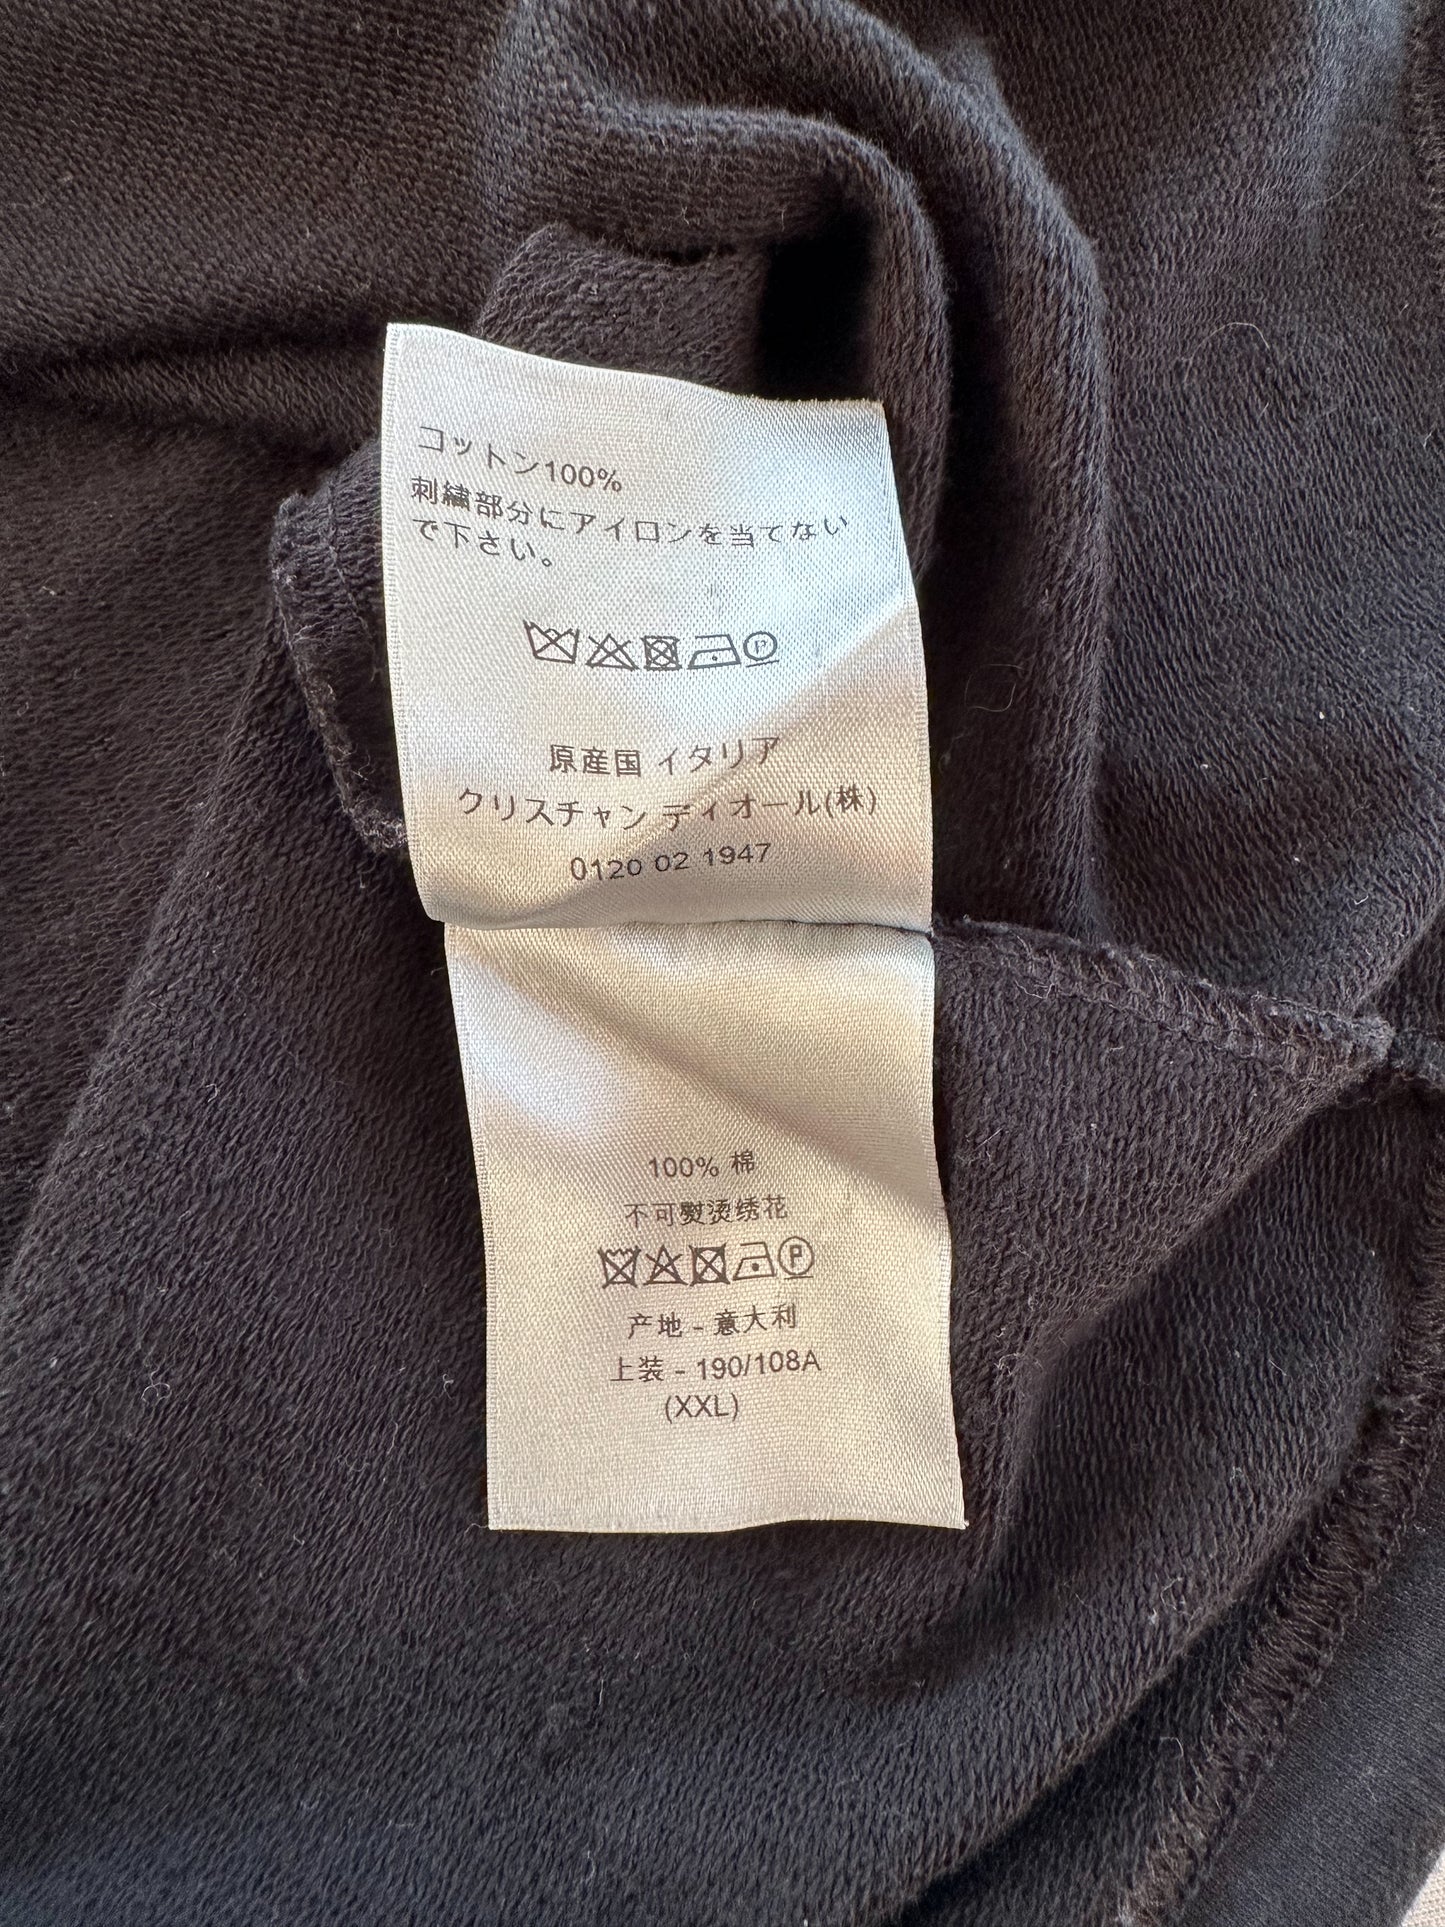 コットン100%
刺繍部分にアイロンを当てない
で下さい。
P
原産国 イタリア
クリスチャン ディオール(株)
0120 02 1947
100% 棉
不可熨烫绣花
P
产地 - 意大利
上装 - 190/108A
(XXL)